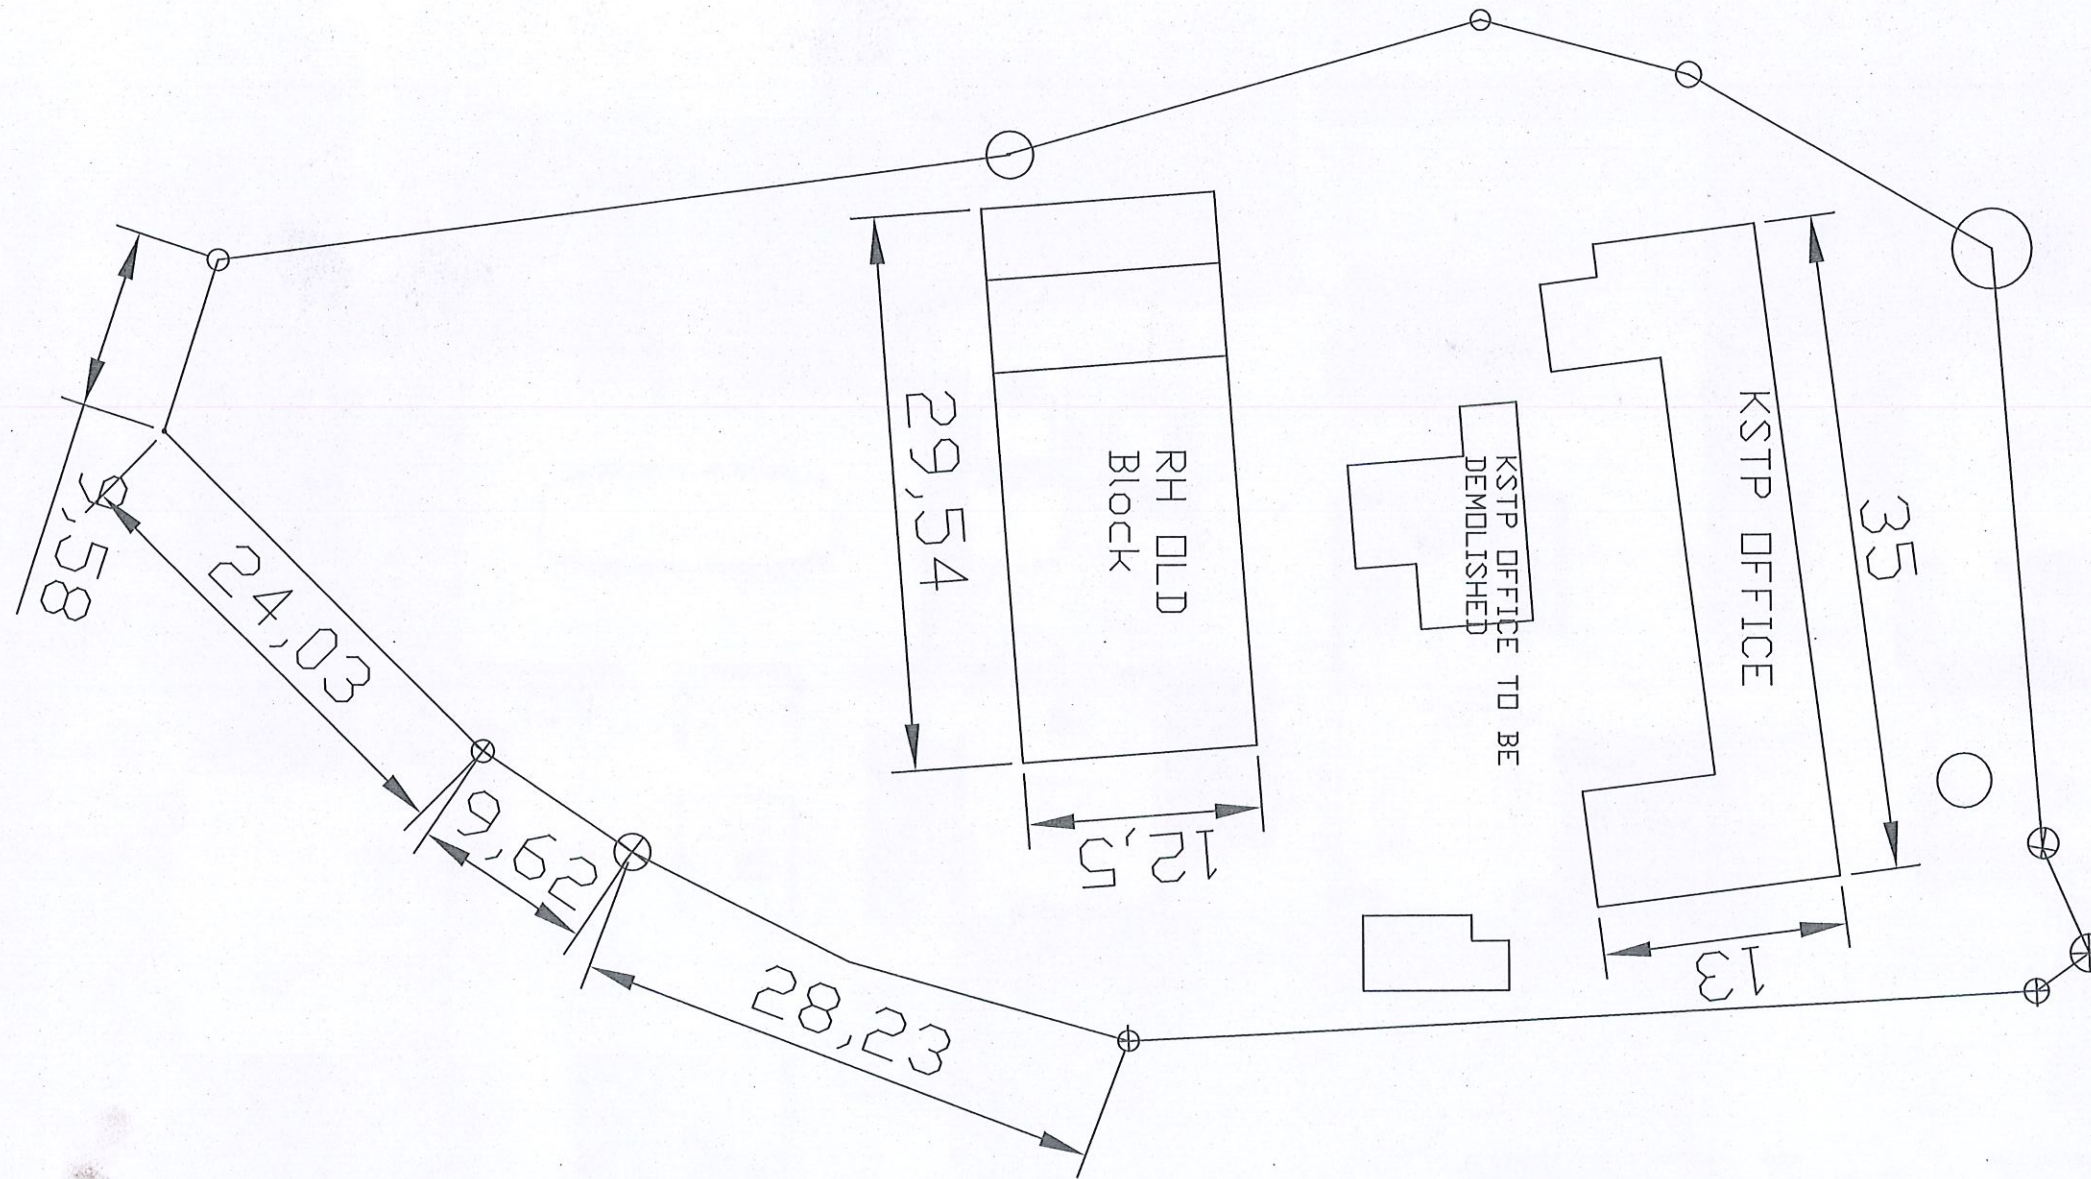 KSTP OFFICE
35
13
KSTP OFFICE TO BE
DEMOLISHED
RH OLD
Block
29,54
12,5
28,23
9,62
24,03
,58